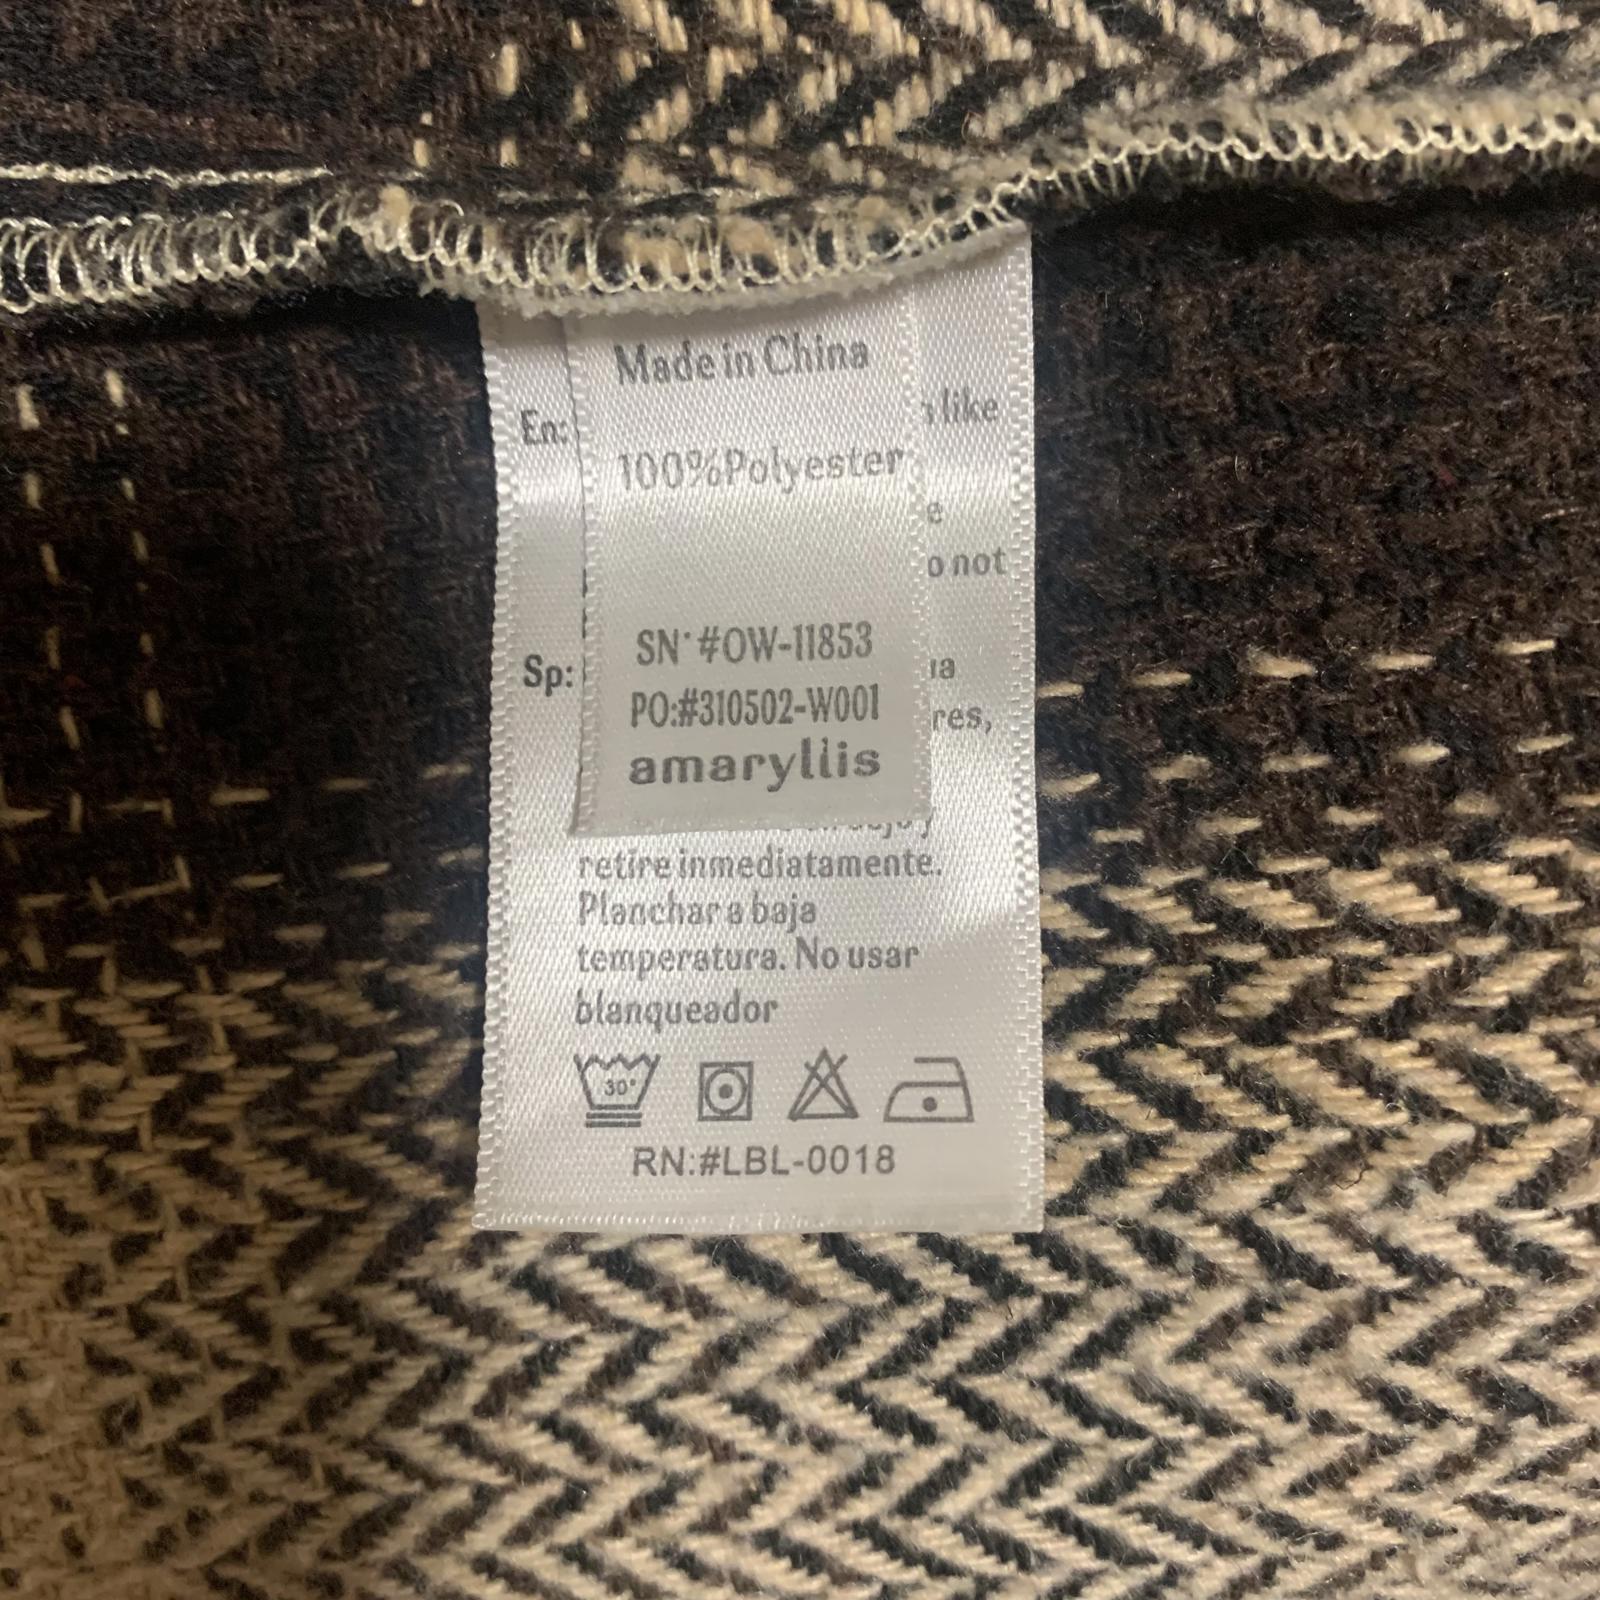 Made in China
En:
like
100%Polyester
not
SN #OW-11853
Sp:
PO:#310502-W001
amaryllis
retire inmediatamente.
Planchar a baja
temperatura. No usar
blanqueador
30°
RN:#LBL-0018